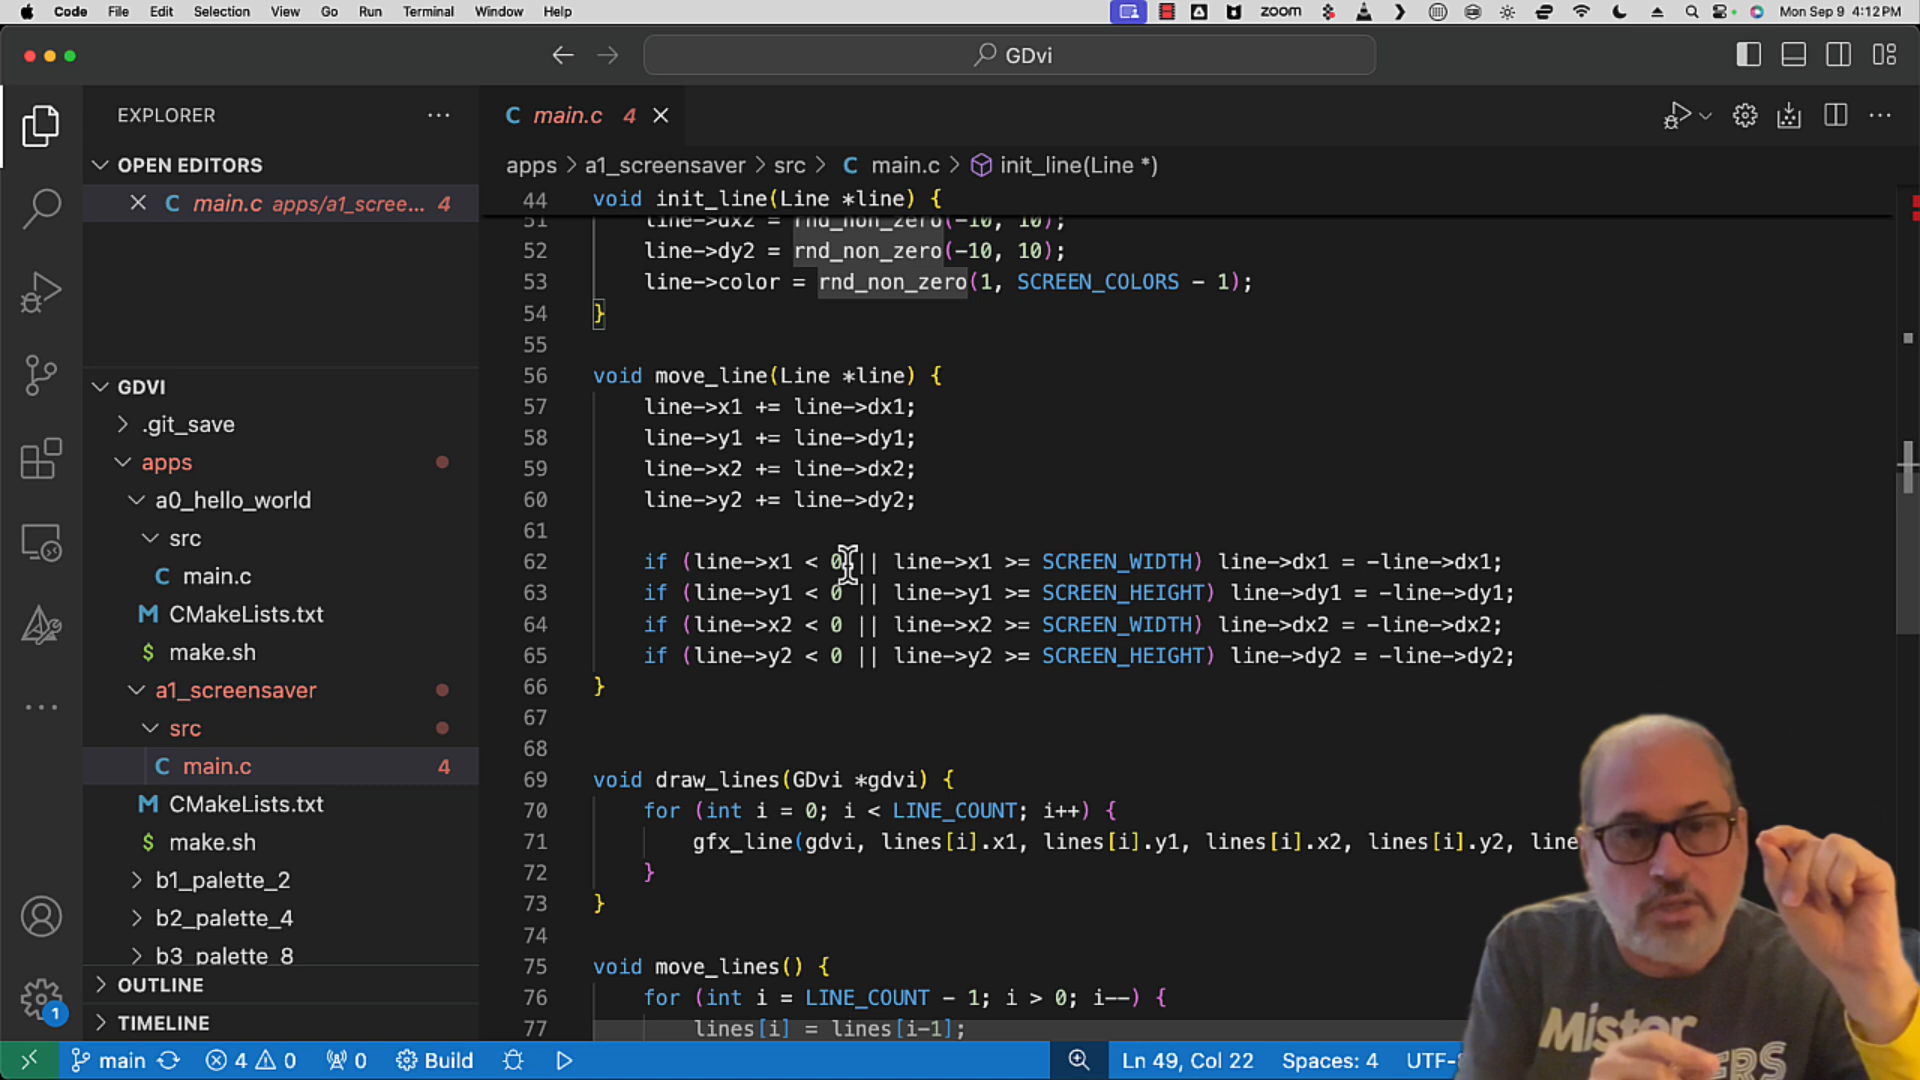 Code File Edit Selection View Go Run Terminal Window Help zoom Mon Sep 9 4:12 PM
GDvi
EXPLORER ...
OPEN EDITORS
main.c apps/a1_scree... 4
GDVI
.git_save
apps
a0_hello_world
src
C main.c
M CMakeLists.txt
$ make.sh
a1_screensaver
src
C main.c 4
M CMakeLists.txt
$ make.sh
b1_palette_2
b2_palette_4
b3_palette_8
OUTLINE
TIMELINE
C main.c 4
apps > a1_screensaver > src > C main.c > init_line(Line *)
44 void init_line(Line *line) {
51 line->dx2 = rnd_non_zero(-10, 10);
52 line->dy2 = rnd_non_zero(-10, 10);
53 line->color = rnd_non_zero(1, SCREEN_COLORS - 1);
54 }
55
56 void move_line(Line *line) {
57 line->x1 += line->dx1;
58 line->y1 += line->dy1;
59 line->x2 += line->dx2;
60 line->y2 += line->dy2;
61
62 if (line->x1 < 0 || line->x1 >= SCREEN_WIDTH) line->dx1 = -line->dx1;
63 if (line->y1 < 0 || line->y1 >= SCREEN_HEIGHT) line->dy1 = -line->dy1;
64 if (line->x2 < 0 || line->x2 >= SCREEN_WIDTH) line->dx2 = -line->dx2;
65 if (line->y2 < 0 || line->y2 >= SCREEN_HEIGHT) line->dy2 = -line->dy2;
66 }
67
68
69 void draw_lines(GDvi *gdvi) {
70 for (int i = 0; i < LINE_COUNT; i++) {
71 gfx_line(gdvi, lines[i].x1, lines[i].y1, lines[i].x2, lines[i].y2, line
72 }
73 }
74
75 void move_lines() {
76 for (int i = LINE_COUNT - 1; i > 0; i--) {
77 lines[i] = lines[i-1];
Mister
1
main 4 0 0 Build Ln 49, Col 22 Spaces: 4 UTF-